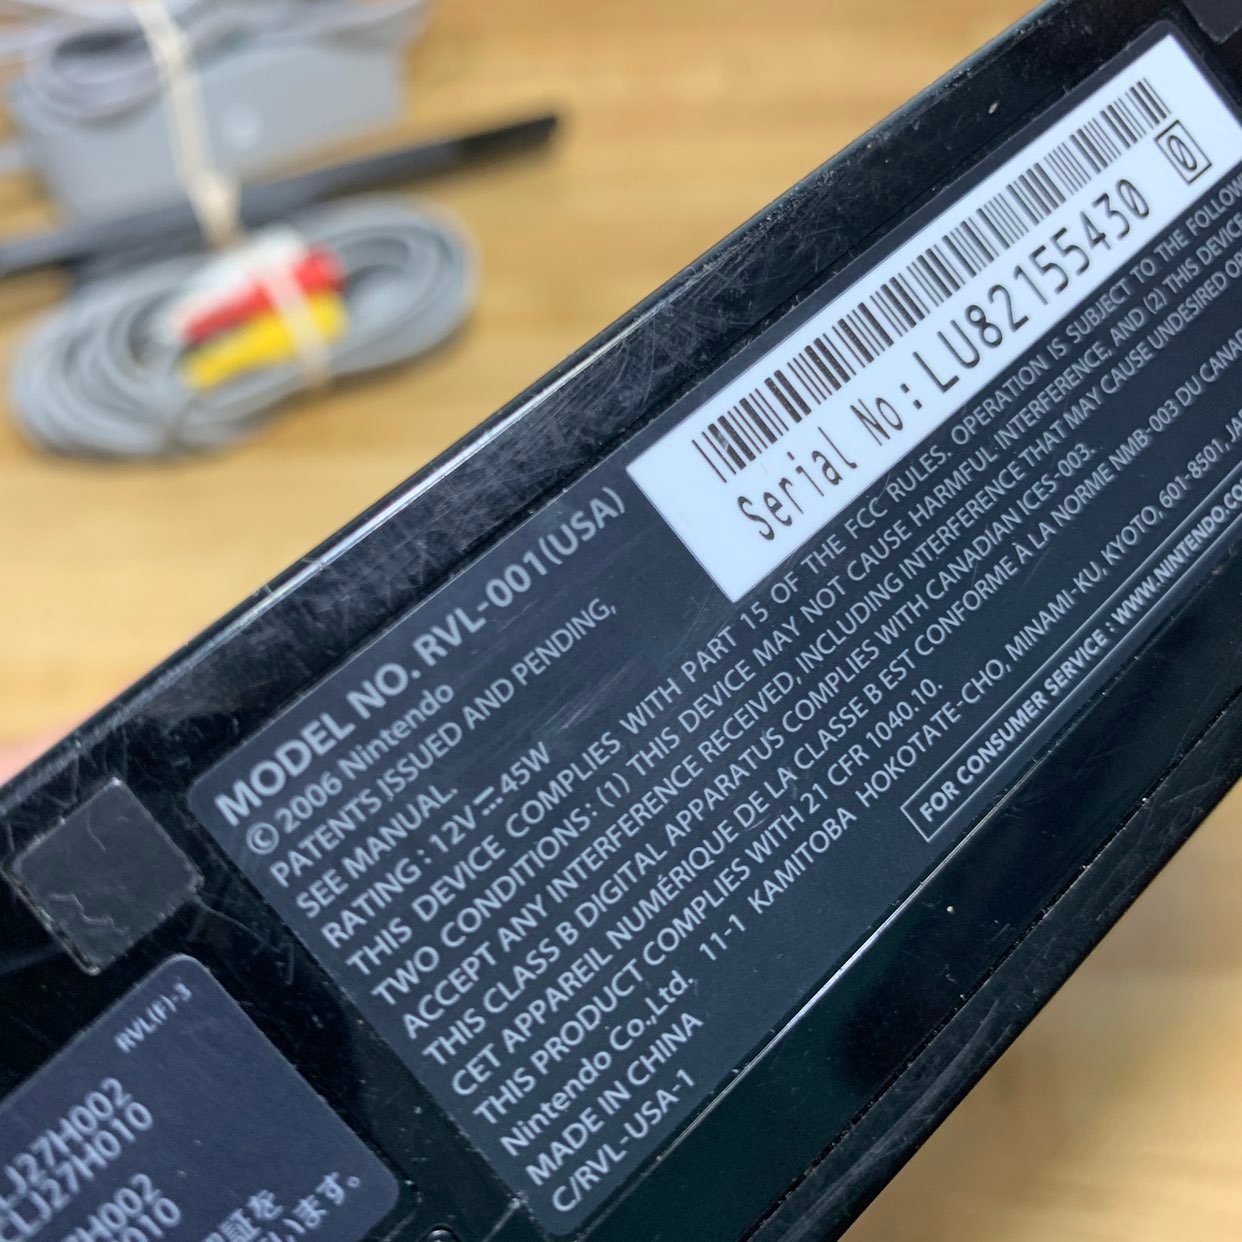 Serial No: LU82155430 0
MODEL NO. RVL-001(USA)
© 2006 Nintendo
PATENTS ISSUED AND PENDING,
SEE MANUAL.
RATING : 12V 45W
THIS DEVICE COMPLIES WITH PART 15 OF THE FCC RULES. OPERATION IS SUBJECT TO THE
TWO CONDITIONS: (1) THIS DEVICE MAY NOT CAUSE HARMFUL INTERFERENCE, AND (2) THIS DEVICE
ACCEPT ANY INTERFERENCE RECEIVED, INCLUDING INTERFERENCE THAT MAY CAUSE UNDESIRED
THIS CLASS B DIGITAL APPARATUS COMPLIES WITH CANADIAN ICES-003.
CET APPAREIL NUMÉRIQUE DE LA CLASSE B EST CONFORME À LA NORME NMB-003 DU
THIS PRODUCT COMPLIES WITH 21 CFR 1040.10.
Nintendo Co.,Ltd. 11-1 KAMITOBA HOKOTATE-CHO, MINAMI-KU, KYOTO, 601-8501,
MADE IN CHINA
C/RVL-USA-1
FOR CONSUMER SERVICE : WWW.NINTENDO.CO
RVL(F)-3